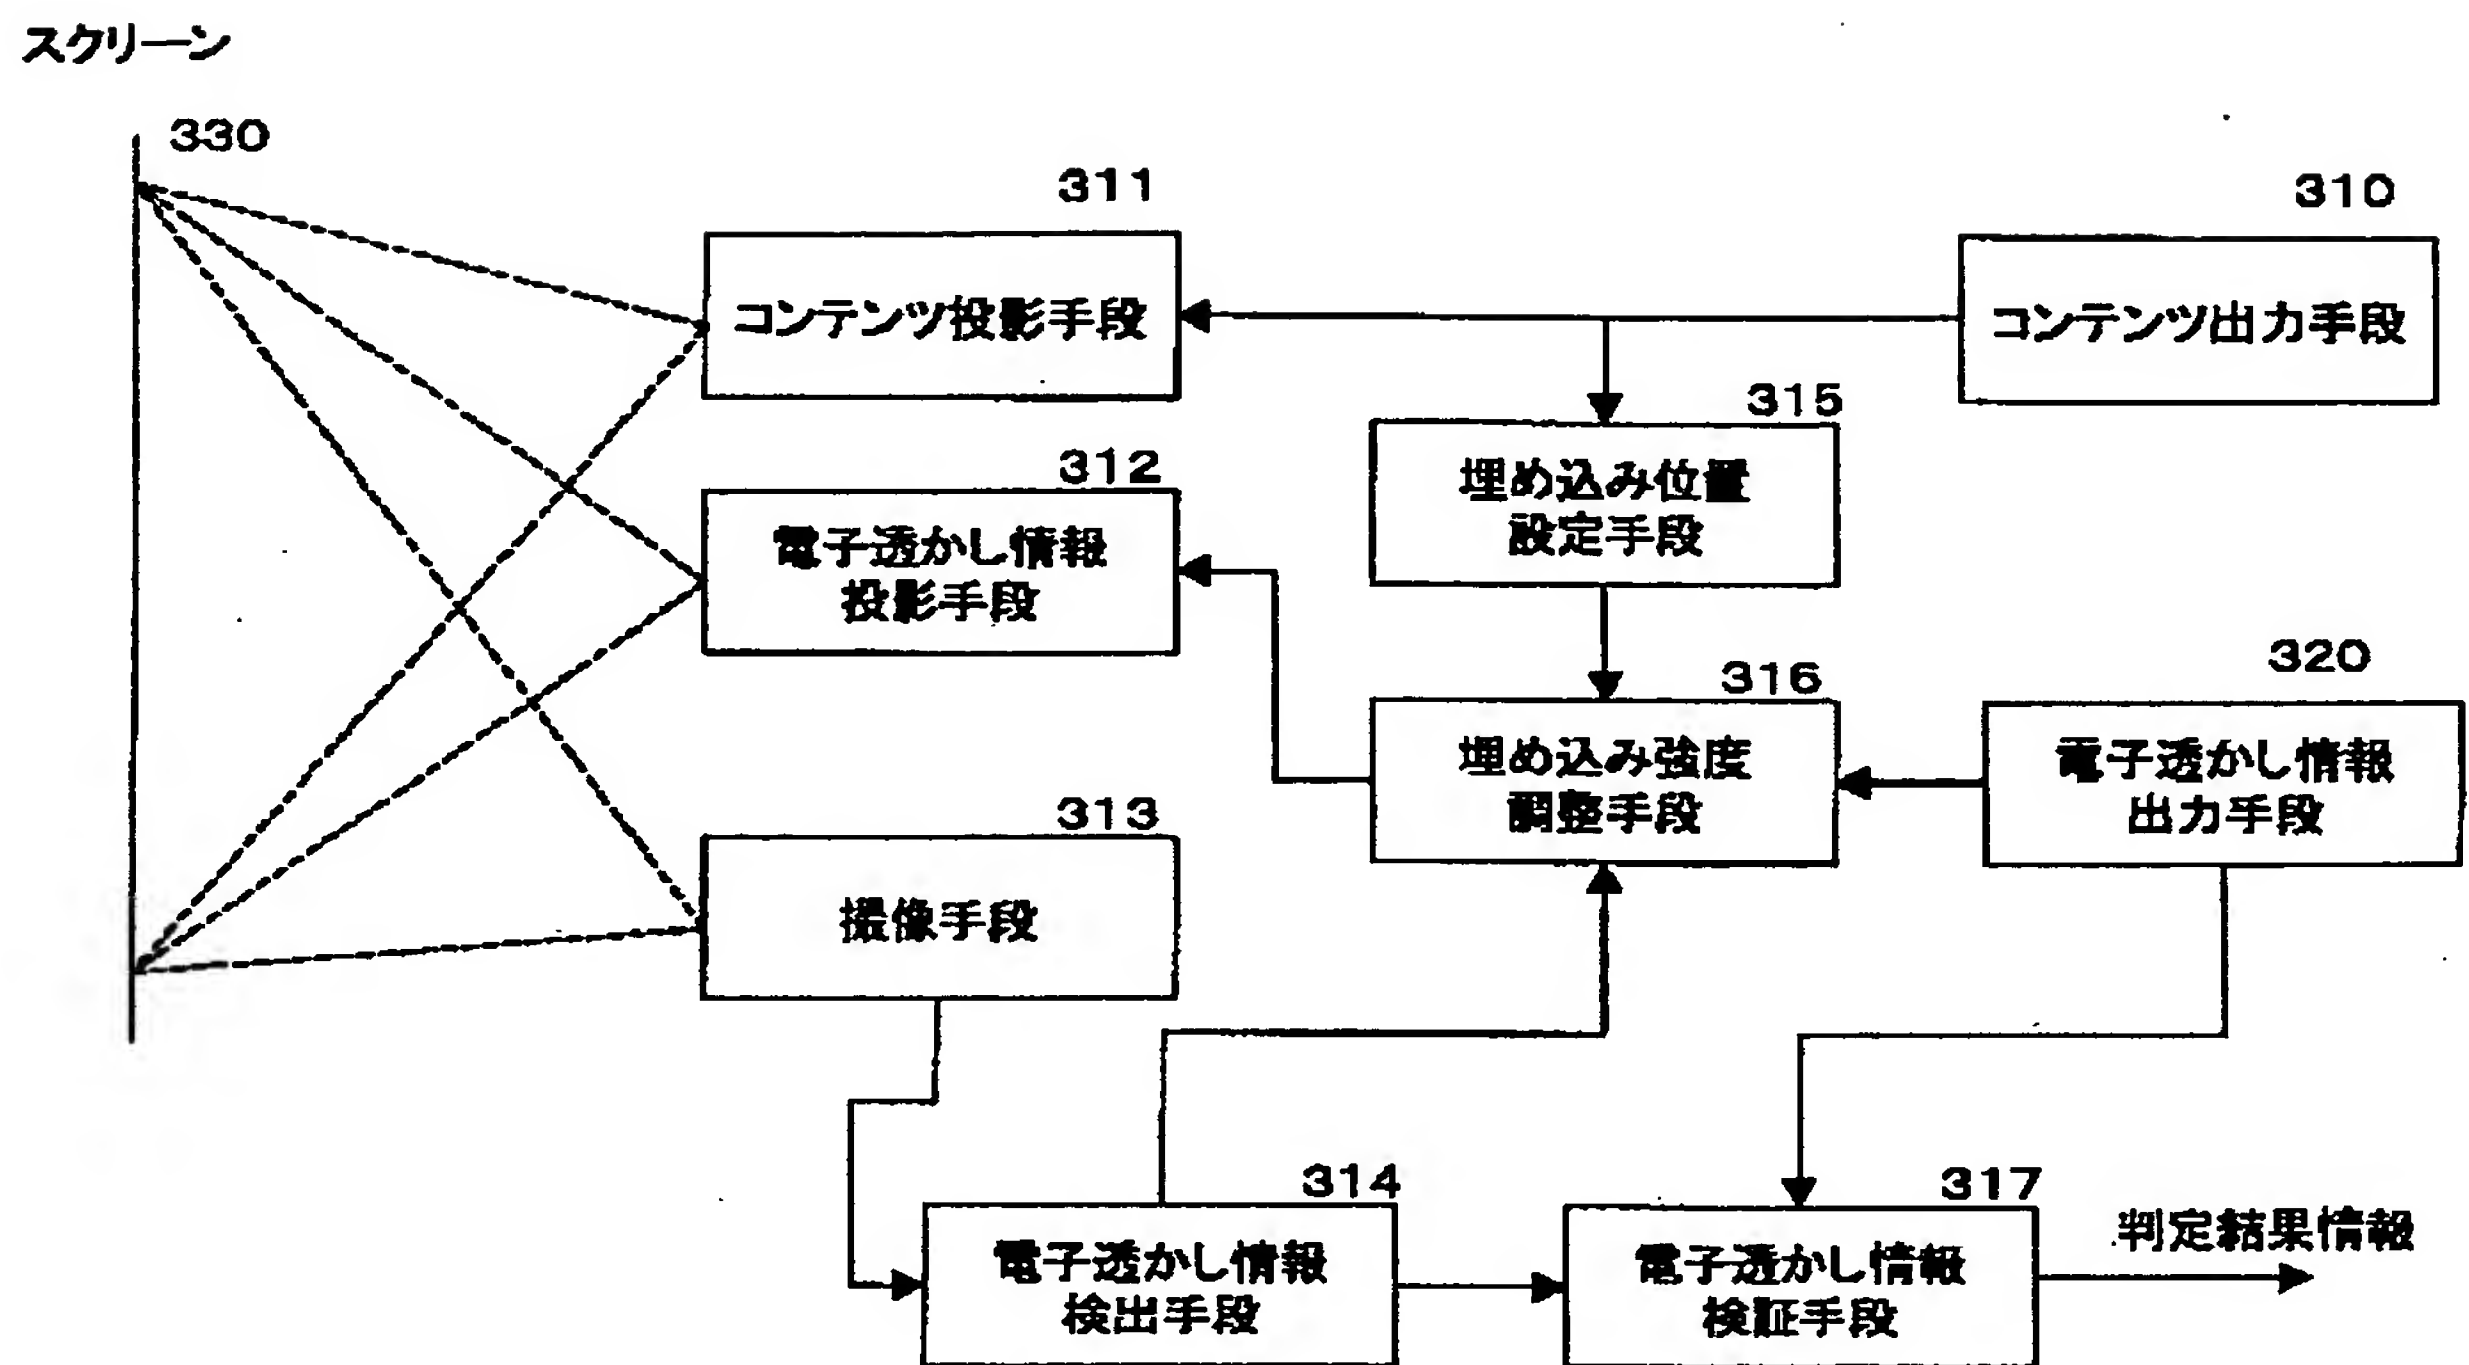 スクリーン
330
311
コンテンツ投影手段
310
コンテンツ出力手段
315
埋め込み位置
設定手段
312
電子透かし情報
投影手段
316
埋め込み強度
調整手段
320
電子透かし情報
出力手段
313
撮像手段
314
電子透かし情報
検出手段
317
電子透かし情報
検証手段
判定結果情報